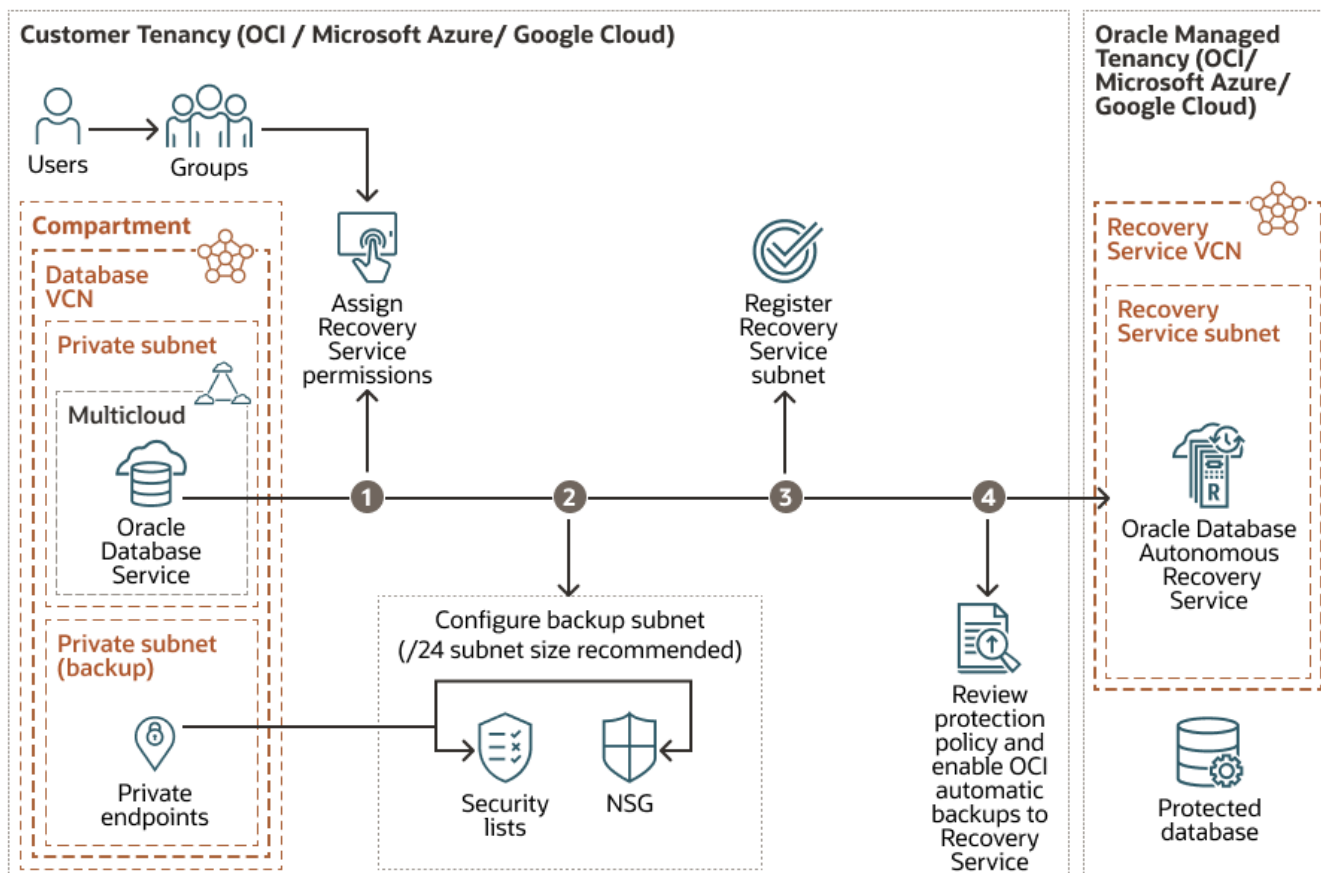 Customer Tenancy (OCI / Microsoft Azure/ Google Cloud)
Users
Groups
Compartment
Database
VCN
Private subnet
Multicloud
Oracle
Database
Service
Private subnet
(backup)
Private
endpoints
Assign
Recovery
Service
permissions
1
2
3
4
Configure backup subnet
(/24 subnet size recommended)
Security
lists
NSG
Register
Recovery
Service
subnet
Review
protection
policy and
enable OCI
automatic
backups to
Recovery
Service
Oracle Managed
Tenancy (OCI/
Microsoft Azure/
Google Cloud)
Recovery
Service VCN
Recovery
Service subnet
R
Oracle Database
Autonomous
Recovery
Service
Protected
database